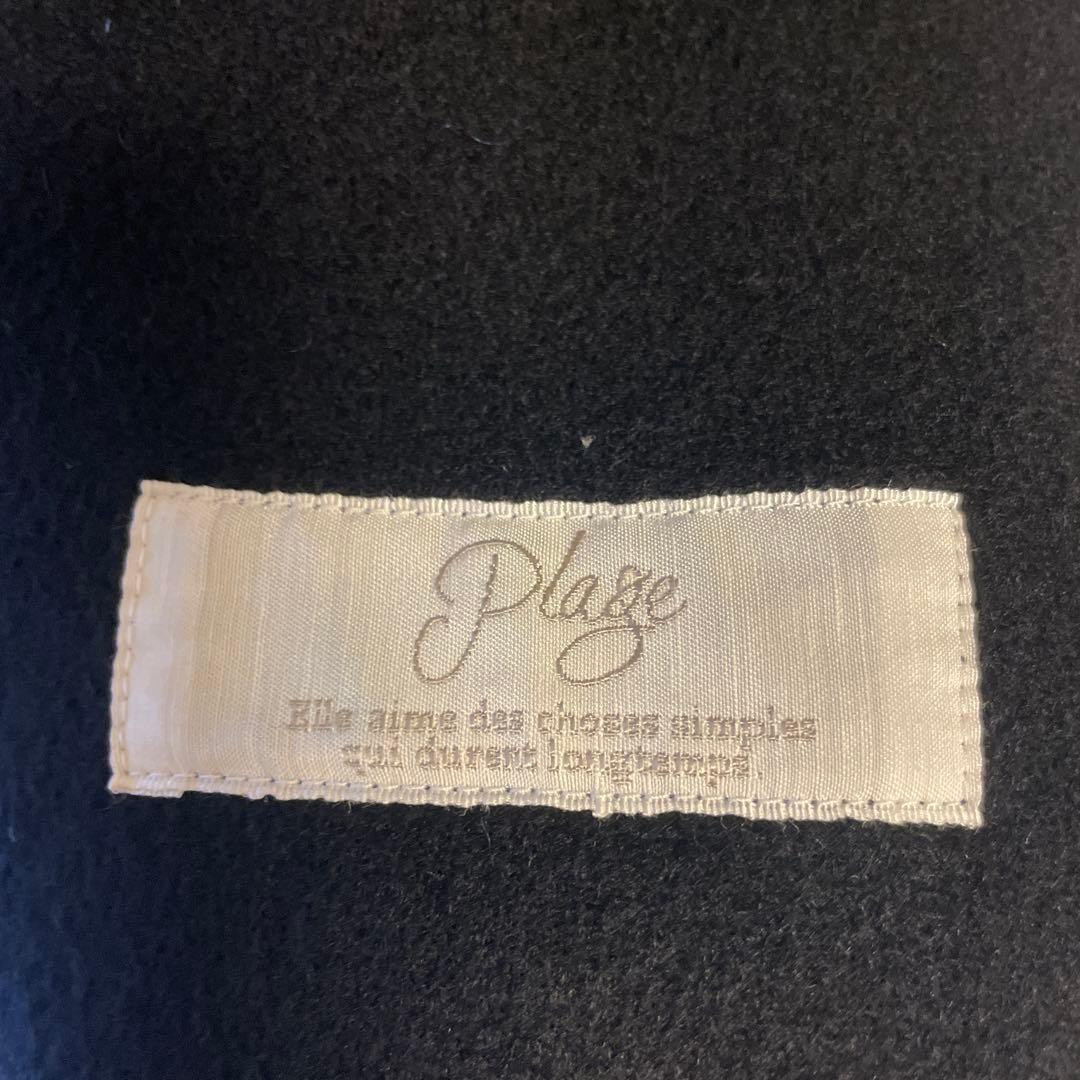 Plage
Elle aime des choses simples
qui durent longtemps.